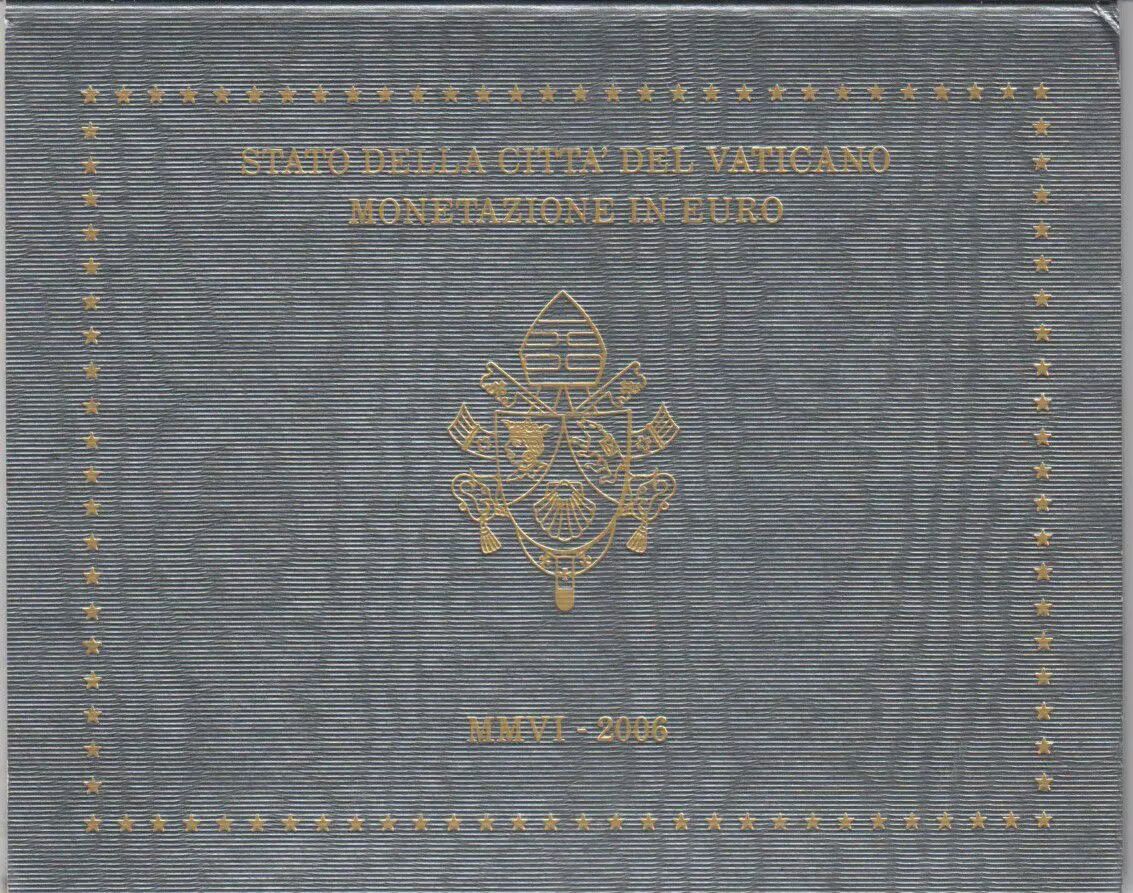 STATO DELLA CITTA' DEL VATICANO
MONETAZIONE IN EURO
MMVI - 2006